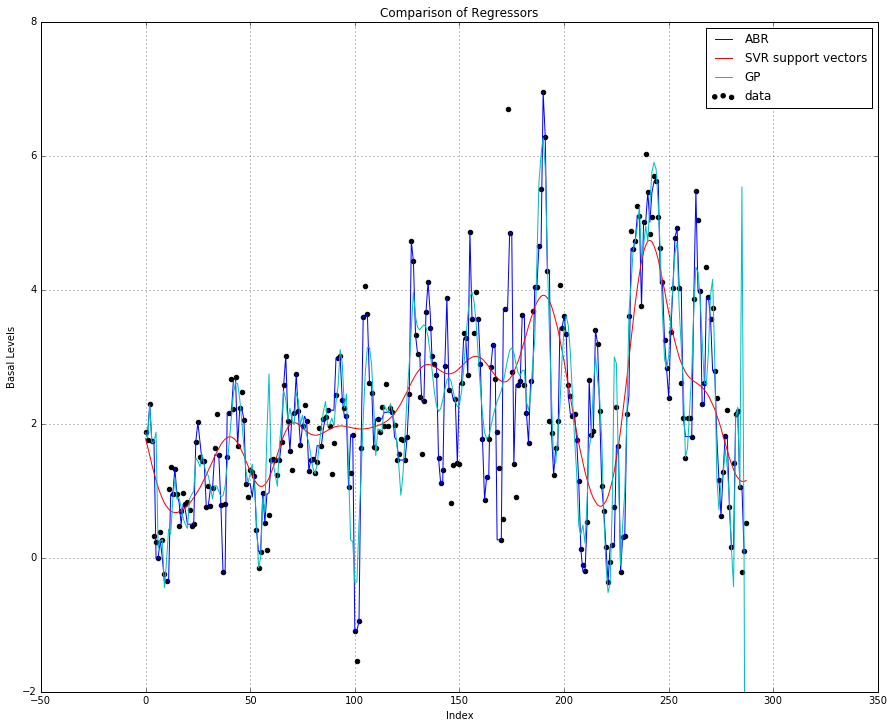 Comparison of Regressors
8
6
4
2
0
−2
Basal Levels
−50
0
50
100
150
200
250
300
350
Index
ABR
SVR support vectors
GP
data